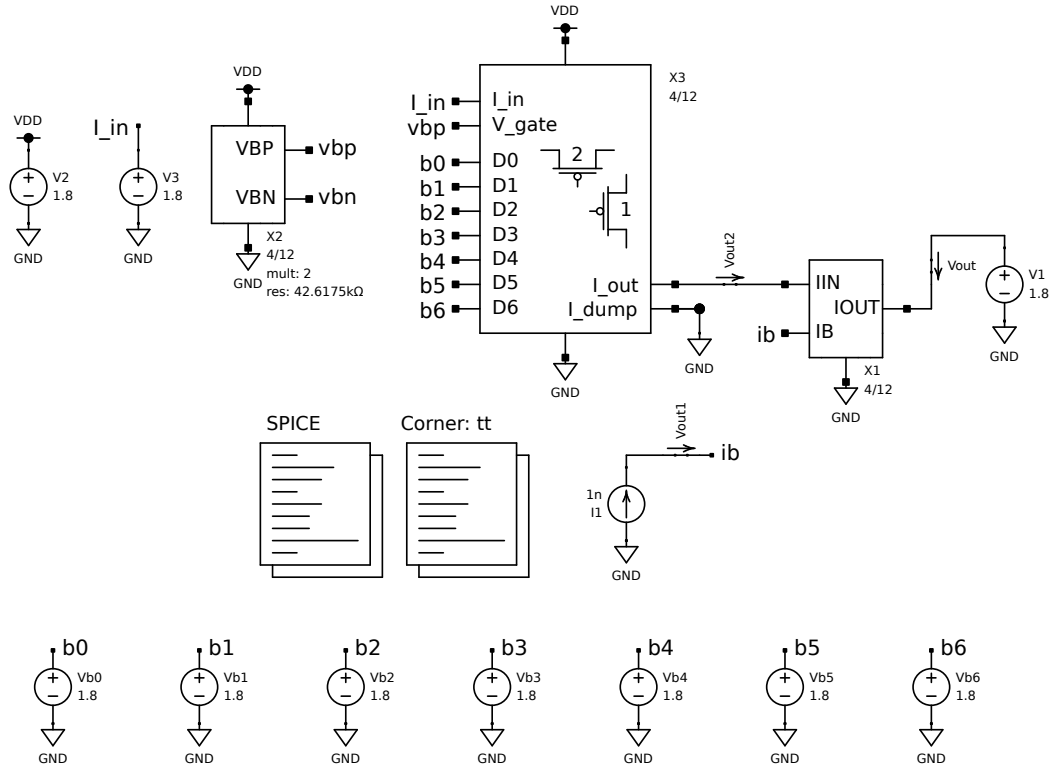 VDD
V2
1.8
GND
I_in
V3
1.8
GND
VDD
VBP
vbp
VBN
vbn
X2
4/12
mult: 2
res: 42.6175kΩ
GND
VDD
X3
4/12
I_in
I_in
vbp
V_gate
b0
D0
b1
D1
b2
D2
b3
D3
b4
D4
b5
D5
b6
D6
2
1
I_out
I_dump
GND
GND
Vout2
IIN
IOUT
ib
IB
X1
4/12
GND
Vout
V1
1.8
GND
SPICE
Corner: tt
Vout1
ib
1n
I1
GND
b0
Vb0
1.8
GND
b1
Vb1
1.8
GND
b2
Vb2
1.8
GND
b3
Vb3
1.8
GND
b4
Vb4
1.8
GND
b5
Vb5
1.8
GND
b6
Vb6
1.8
GND